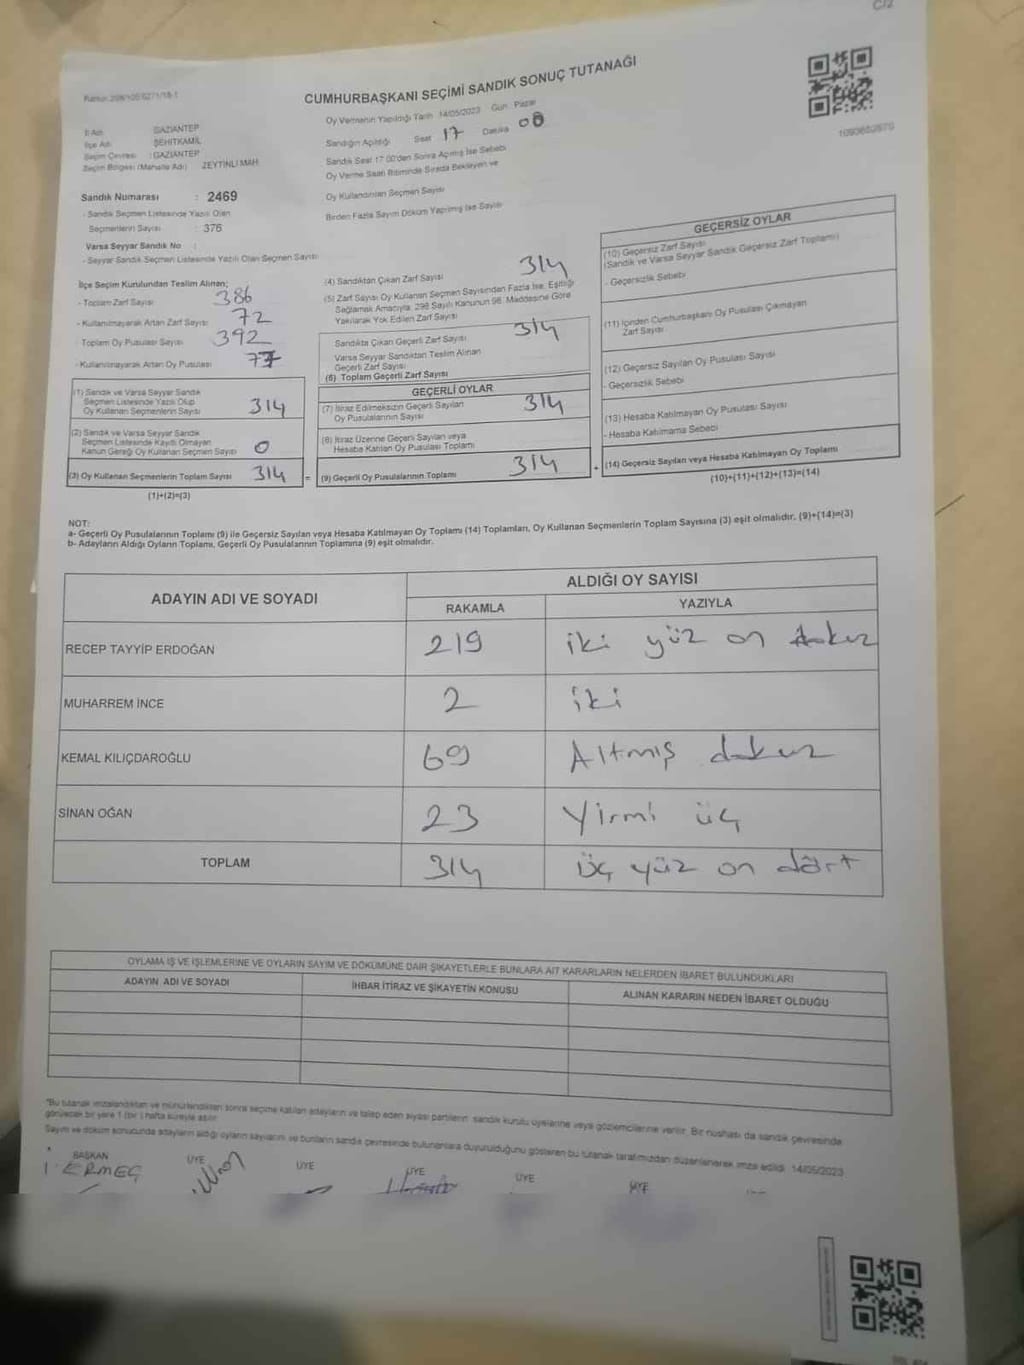 C/2
CUMHURBAŞKANI SEÇİMİ SANDIK SONUÇ TUTANAĞI
İl Adı : GAZİANTEP
İlçe Adı : ŞEHİTKAMİL
Seçim Çevresi : GAZİANTEP
Seçim Bölgesi (Mahalle Adı) : ZEYTİNLİ MAH.
Sandık Numarası : 2469
- Sandık Seçmen Listesinde Yazılı Olan
Seçmenlerin Sayısı : 376
Varsa Seyyar Sandık No :
- Seyyar Sandık Seçmen Listesinde Yazılı Olan Seçmen Sayısı
Oy Vermenin Yapıldığı Tarih 14/05/2023 Gün Pazar
Sandığın Açıldığı Saat 17 Dakika 00
Sandık Saat 17.00'den Sonra Açılmış İse Sebebi
Oy Verme Saati Bitiminde Sırada Bekleyen ve
Oy Kullandırılan Seçmen Sayısı
Birden Fazla Sayım Döküm Yapılmış İse Sayısı
İlçe Seçim Kurulundan Teslim Alınan;
- Toplam Zarf Sayısı 386
- Kullanılmayarak Artan Zarf Sayısı 72
- Toplam Oy Pusulası Sayısı 392
- Kullanılmayarak Artan Oy Pusulası 77
(1) Sandık ve Varsa Seyyar Sandık
Seçmen Listesinde Yazılı Olup
Oy Kullanan Seçmenlerin Sayısı 314
(2) Sandık ve Varsa Seyyar Sandık
Seçmen Listesinde Kayıtlı Olmayan
Kanun Gereği Oy Kullanan Seçmen Sayısı 0
(3) Oy Kullanan Seçmenlerin Toplam Sayısı 314
(1)+(2)=(3)
(4) Sandıktan Çıkan Zarf Sayısı 314
(5) Zarf Sayısı Oy Kullanan Seçmen Sayısından Fazla İse, Eşitliği
Sağlamak Amacıyla, 298 Sayılı Kanunun 98. Maddesine Göre
Yakılarak Yok Edilen Zarf Sayısı
Sandıkta Çıkan Geçerli Zarf Sayısı 314
Varsa Seyyar Sandıktan Teslim Alınan
Geçerli Zarf Sayısı
(6) Toplam Geçerli Zarf Sayısı
GEÇERLİ OYLAR
(7) İtiraz Edilmeksizin Geçerli Sayılan
Oy Pusulalarının Sayısı 314
(8) İtiraz Üzerine Geçerli Sayılan veya
Hesaba Katılan Oy Pusulası Toplamı
= (9) Geçerli Oy Pusulalarının Toplamı 314
GEÇERSİZ OYLAR
(10) Geçersiz Zarf Sayısı
(Sandık ve Varsa Seyyar Sandık Geçersiz Zarf Toplamı)
- Geçersizlik Sebebi
(11) İçinden Cumhurbaşkanı Oy Pusulası Çıkmayan
Zarf Sayısı
(12) Geçersiz Sayılan Oy Pusulası Sayısı
- Geçersizlik Sebebi
(13) Hesaba Katılmayan Oy Pusulası Sayısı
- Hesaba Katılmama Sebebi
+ (14) Geçersiz Sayılan veya Hesaba Katılmayan Oy Toplamı
(10)+(11)+(12)+(13)=(14)
NOT:
a- Geçerli Oy Pusulalarının Toplamı (9) ile Geçersiz Sayılan veya Hesaba Katılmayan Oy Toplamı (14) Toplamları, Oy Kullanan Seçmenlerin Toplam Sayısına (3) eşit olmalıdır. (9)+(14)=(3)
b- Adayların Aldığı Oyların Toplamı, Geçerli Oy Pusulalarının Toplamına (9) eşit olmalıdır.
ADAYIN ADI VE SOYADI ALDIĞI OY SAYISI
RAKAMLA YAZIYLA
RECEP TAYYİP ERDOĞAN 219 iki yüz on dokuz
MUHARREM İNCE 2 iki
KEMAL KILIÇDAROĞLU 69 Altmış dokuz
SİNAN OĞAN 23 Yirmi üç
TOPLAM 314 Üç yüz on dört
OYLAMA İŞ VE İŞLEMLERİNE VE OYLARIN SAYIM VE DÖKÜMÜNE DAİR ŞİKAYETLERLE BUNLARA AİT KARARLARIN NELERDEN İBARET BULUNDUKLARI
ADAYIN ADI VE SOYADI İHBAR İTİRAZ VE ŞİKAYETİN KONUSU ALINAN KARARIN NEDEN İBARET OLDUĞU
*Bu tutanak imzalandıktan ve mühürlendikten sonra seçime katılan adayların ve talep eden siyasi partilerin sandık kurulu üyelerine veya gözlemcilerine verilir. Bir nüshası da sandık çevresinde
görülecek bir yere 1 (bir) hafta süreyle asılır.
Sayım ve döküm sonucunda adayların aldığı oyların sayılarını ve bunların sandık çevresinde bulunanlara duyurulduğunu gösteren bu tutanak tarafımızdan düzenlenerek imza edildi. 14/05/2023
BAŞKAN ÜYE ÜYE ÜYE ÜYE ÜYE
ERMEÇ